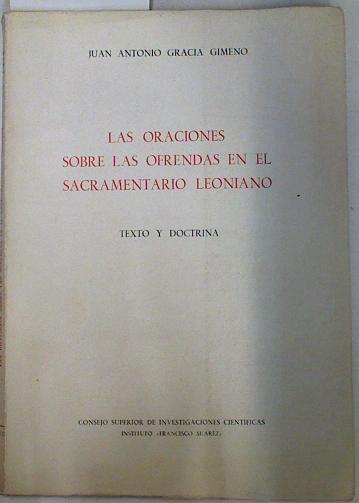 JUAN ANTONIO GRACIA GIMENO
LAS ORACIONES
SOBRE LAS OFRENDAS EN EL
SACRAMENTARIO LEONIANO
TEXTO Y DOCTRINA
CONSEJO SUPERIOR DE INVESTIGACIONES CIENTIFICAS
INSTITUTO «FRANCISCO SUAREZ»